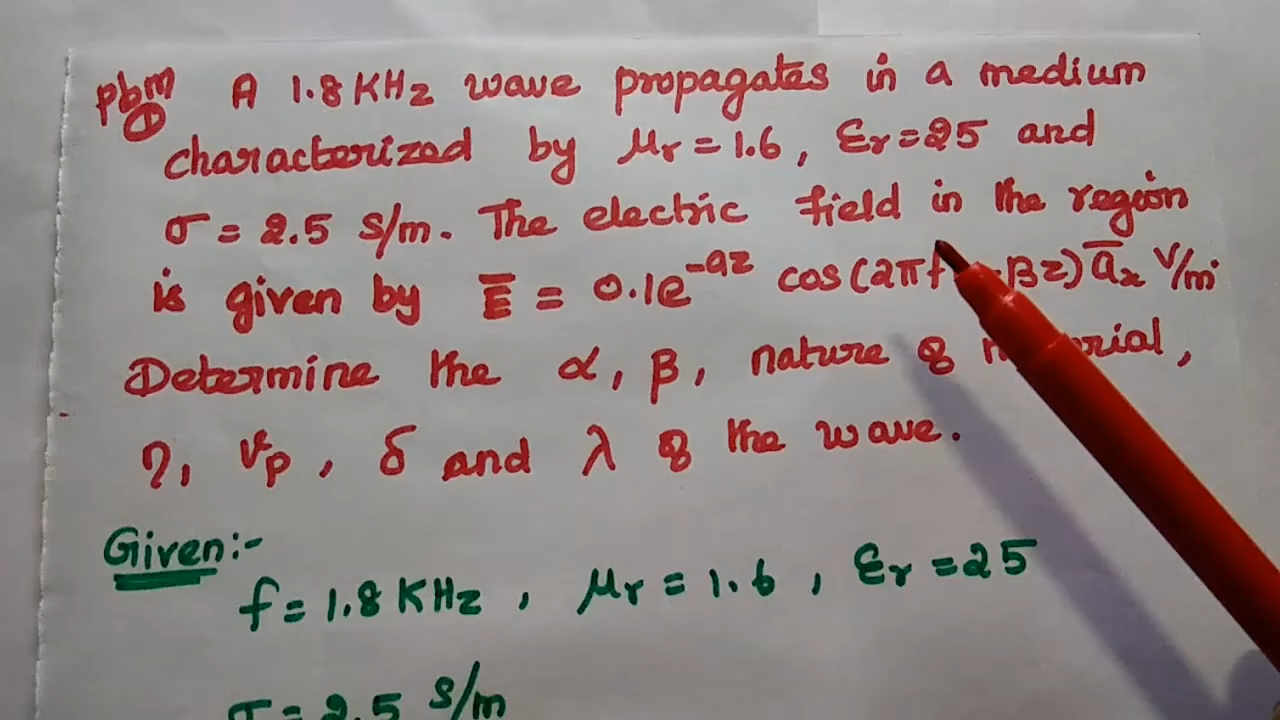 pbm A 1.8 KHz wave propagates in a medium
① characterized by μr = 1.6, εr = 25 and
σ = 2.5 s/m. The electric field in the region
is given by E̅ = 0.1e^-αz cos(2πf -βz) a̅x V/m.
Determine the α, β, nature of material,
η, vp, δ and λ of the wave.
Given:-
f = 1.8 KHz, μr = 1.6, εr = 25
σ = 2.5 s/m